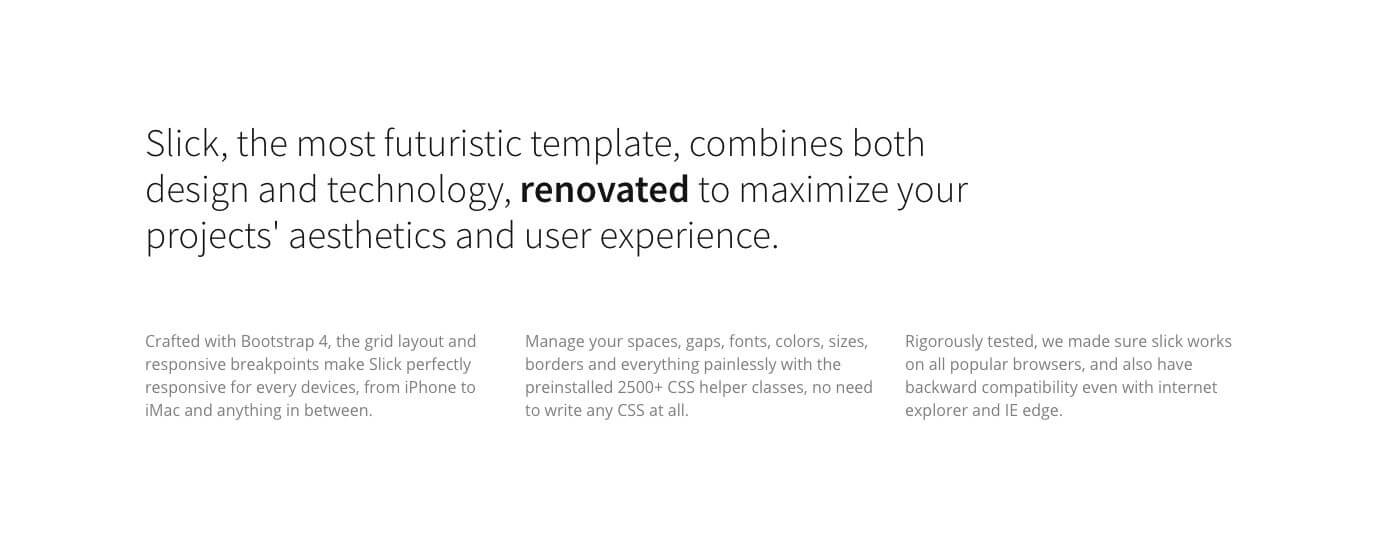 Slick, the most futuristic template, combines both
design and technology, renovated to maximize your
projects' aesthetics and user experience.
Crafted with Bootstrap 4, the grid layout and
responsive breakpoints make Slick perfectly
responsive for every devices, from iPhone to
iMac and anything in between.
Manage your spaces, gaps, fonts, colors, sizes,
borders and everything painlessly with the
preinstalled 2500+ CSS helper classes, no need
to write any CSS at all.
Rigorously tested, we made sure slick works
on all popular browsers, and also have
backward compatibility even with internet
explorer and IE edge.